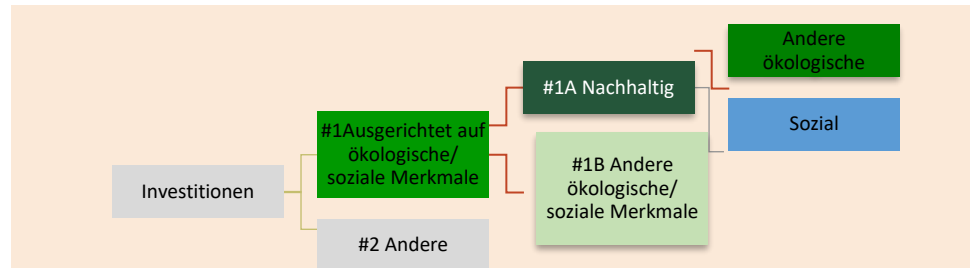 Investitionen
#1Ausgerichtet auf
ökologische/
soziale Merkmale
#2 Andere
#1A Nachhaltig
#1B Andere
ökologische/
soziale Merkmale
Andere
ökologische
Sozial